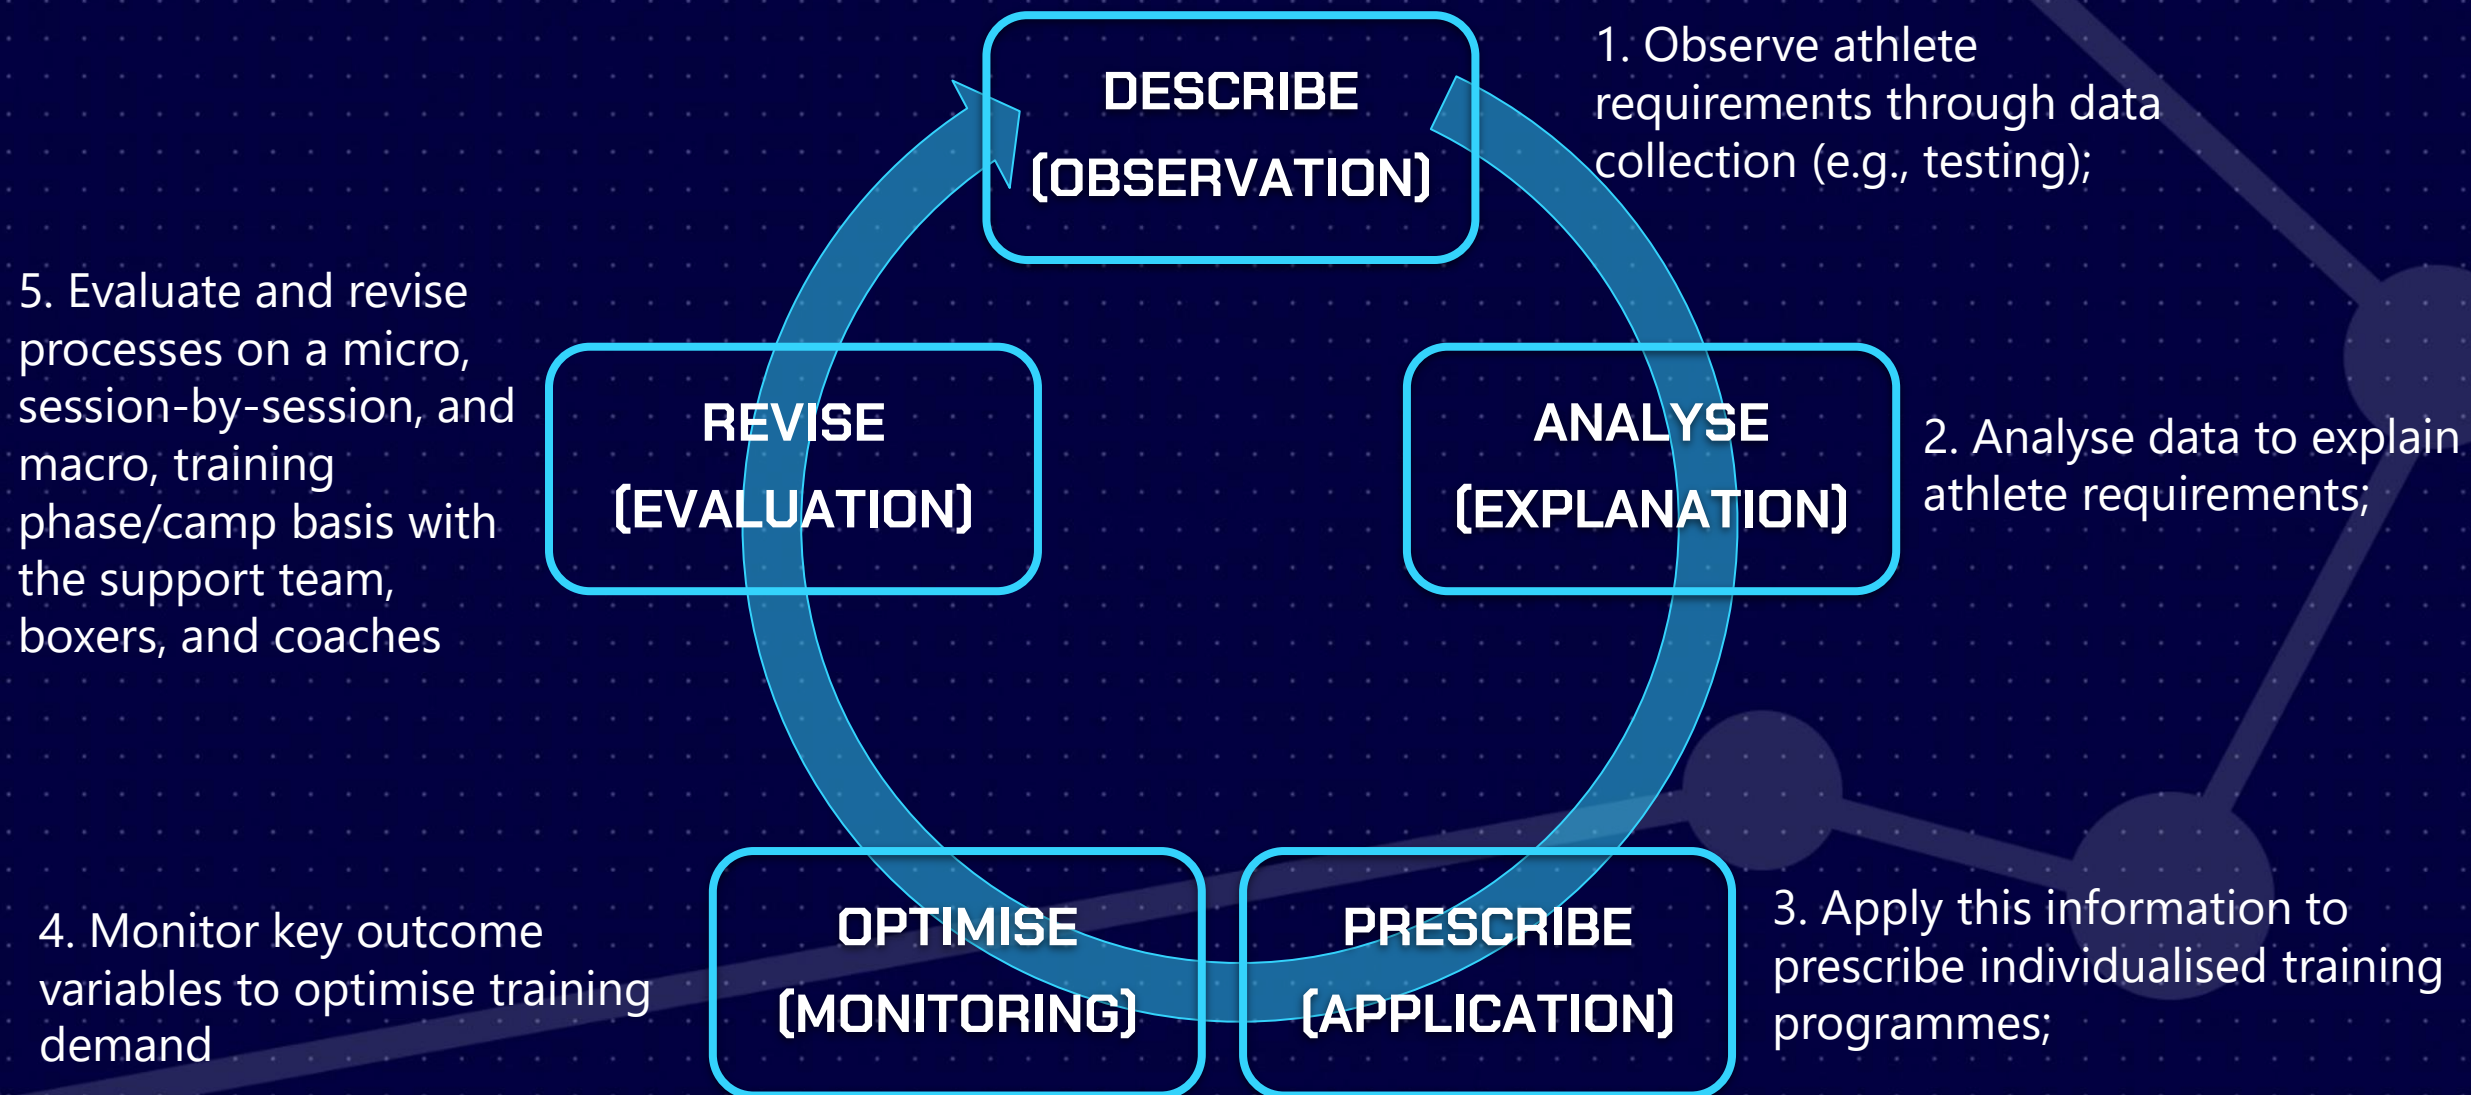 DESCRIBE
(OBSERVATION)
1. Observe athlete
requirements through data
collection (e.g., testing);
ANALYSE
(EXPLANATION)
2. Analyse data to explain
athlete requirements;
PRESCRIBE
(APPLICATION)
3. Apply this information to
prescribe individualised training
programmes;
OPTIMISE
(MONITORING)
4. Monitor key outcome
variables to optimise training
demand
REVISE
(EVALUATION)
5. Evaluate and revise
processes on a micro,
session-by-session, and
macro, training
phase/camp basis with
the support team,
boxers, and coaches